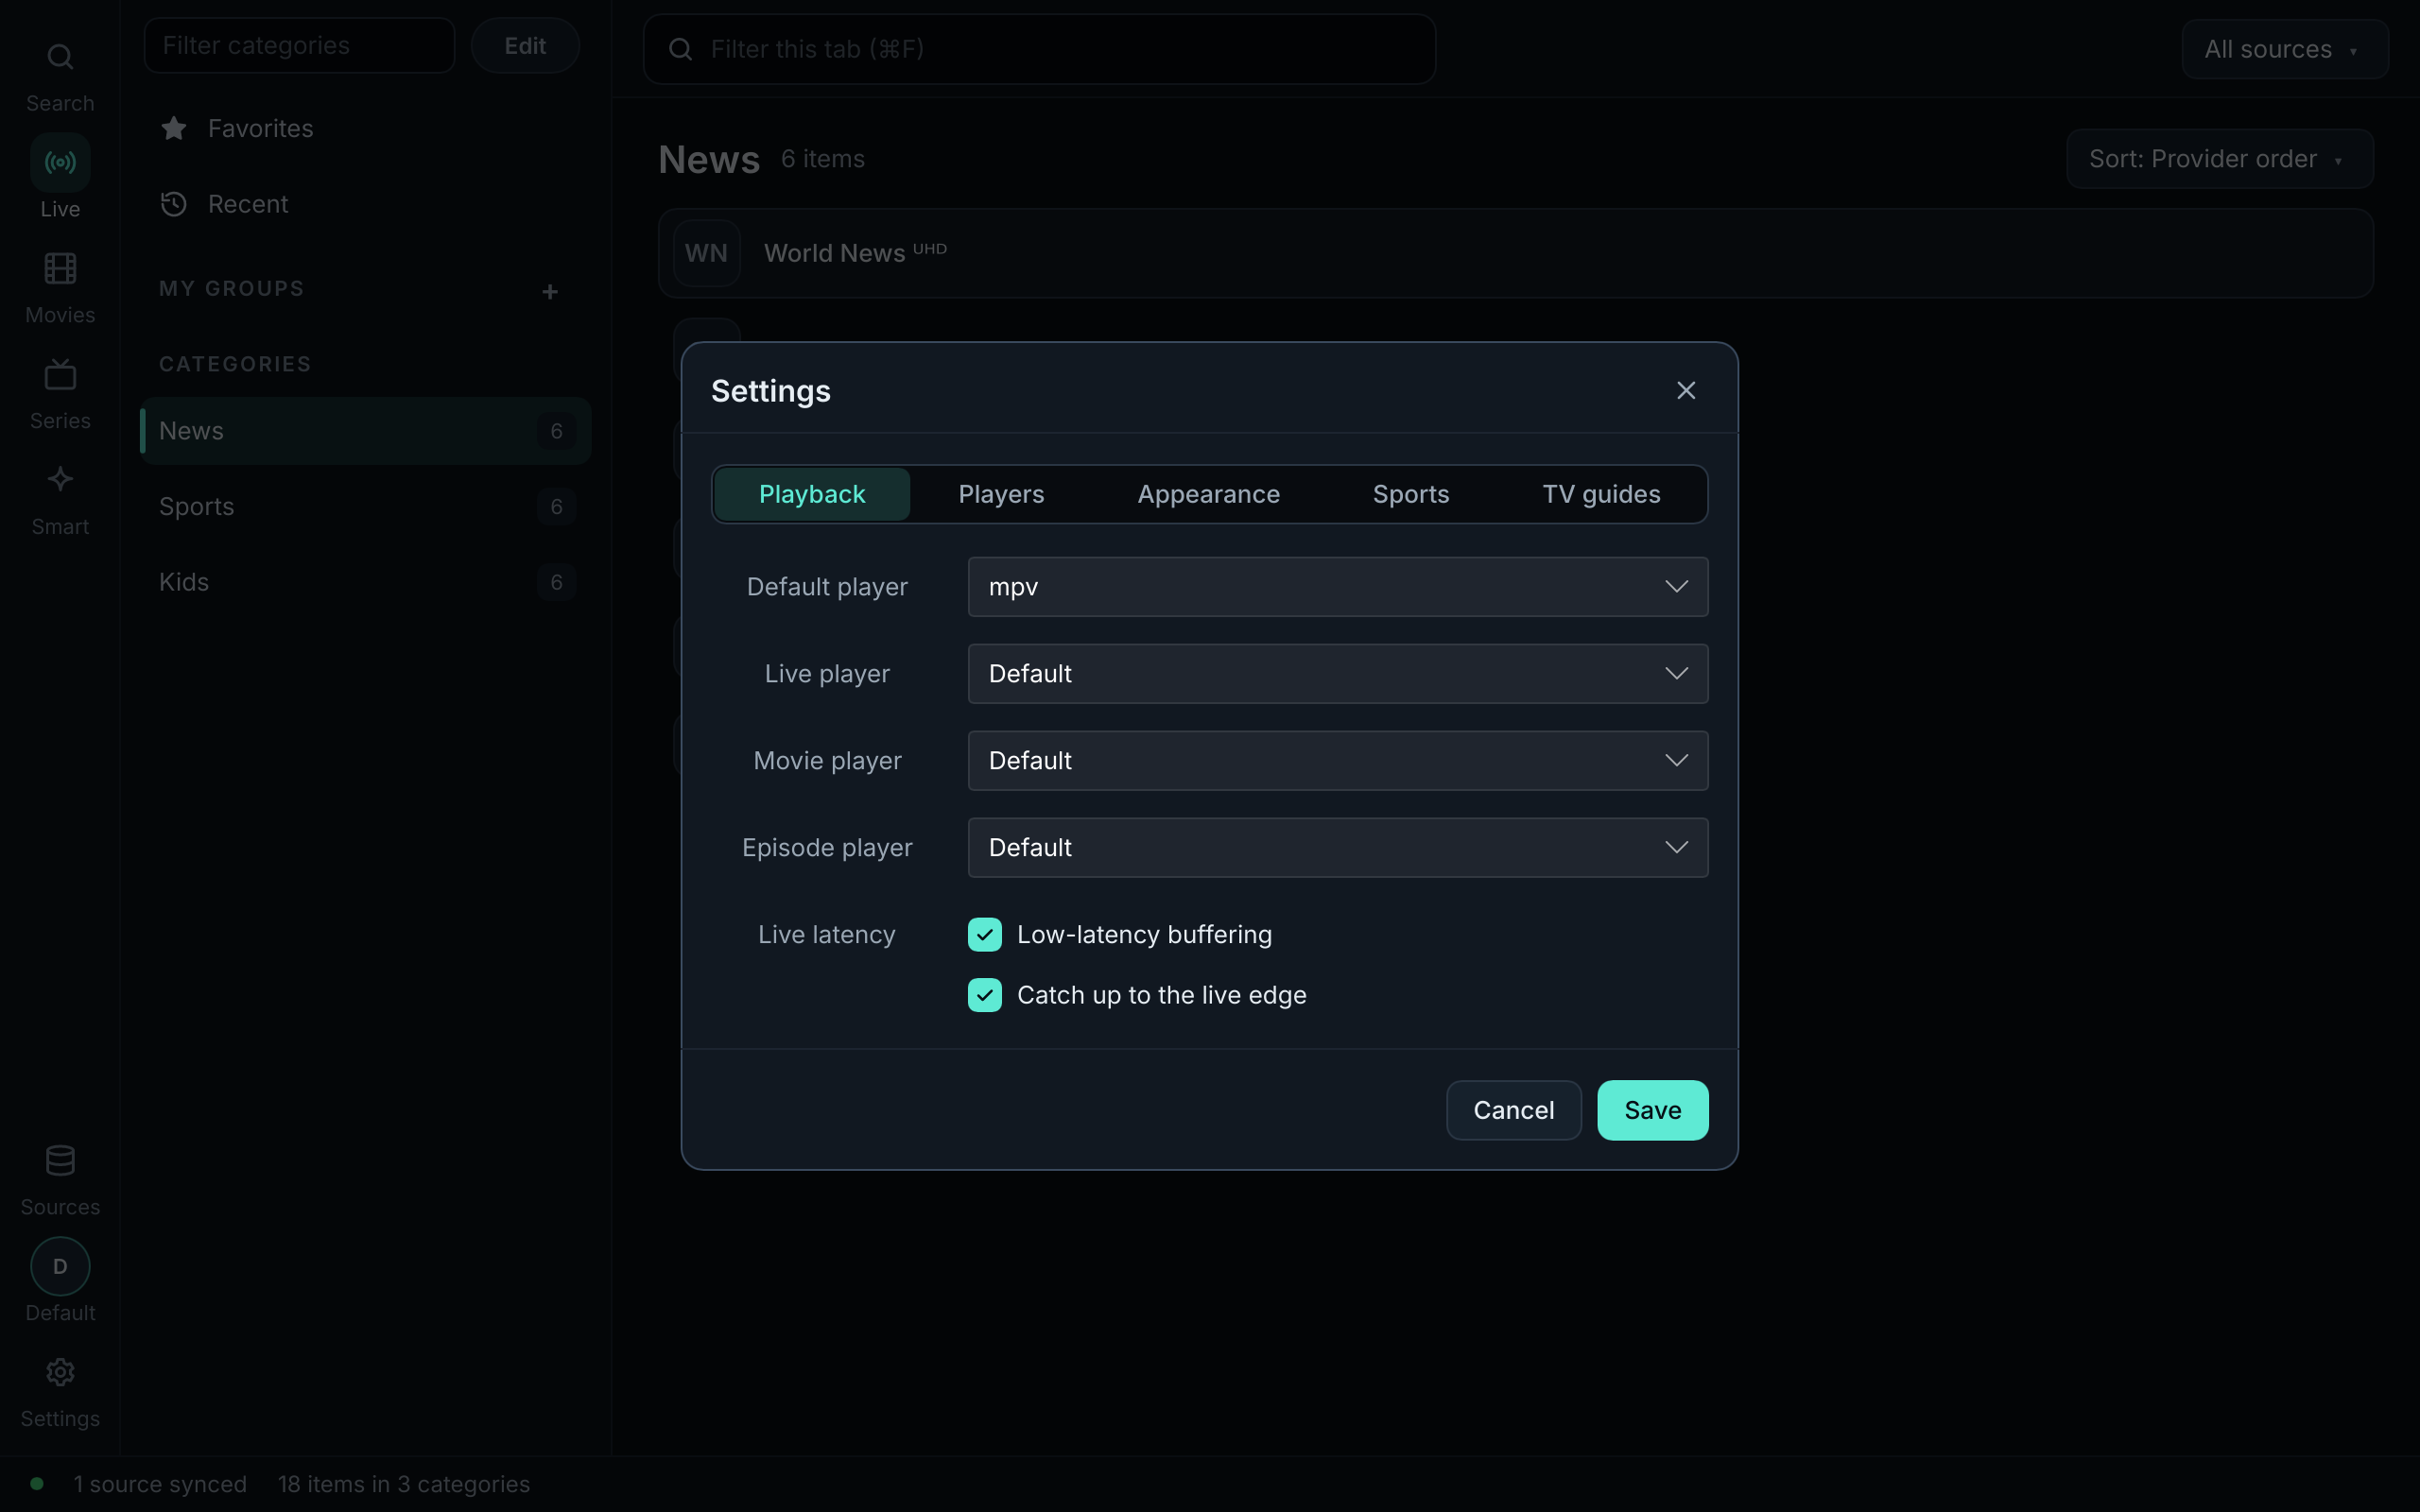 Search
Live
Movies
Series
Smart
Sources
D
Default
Settings
Filter categories
Edit
Favorites
Recent
MY GROUPS +
CATEGORIES
News 6
Sports 6
Kids 6
Filter this tab (⌘F)
All sources
News 6 items
Sort: Provider order
WN World News UHD
Settings
Playback Players Appearance Sports TV guides
Default player mpv
Live player Default
Movie player Default
Episode player Default
Live latency Low-latency buffering
Catch up to the live edge
Cancel Save
1 source synced 18 items in 3 categories